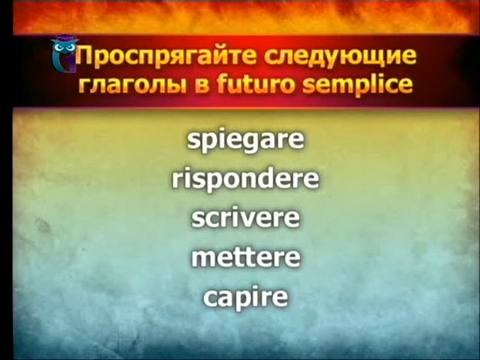 Проспрягайте следующие
глаголы в futuro semplice
spiegare
rispondere
scrivere
mettere
capire